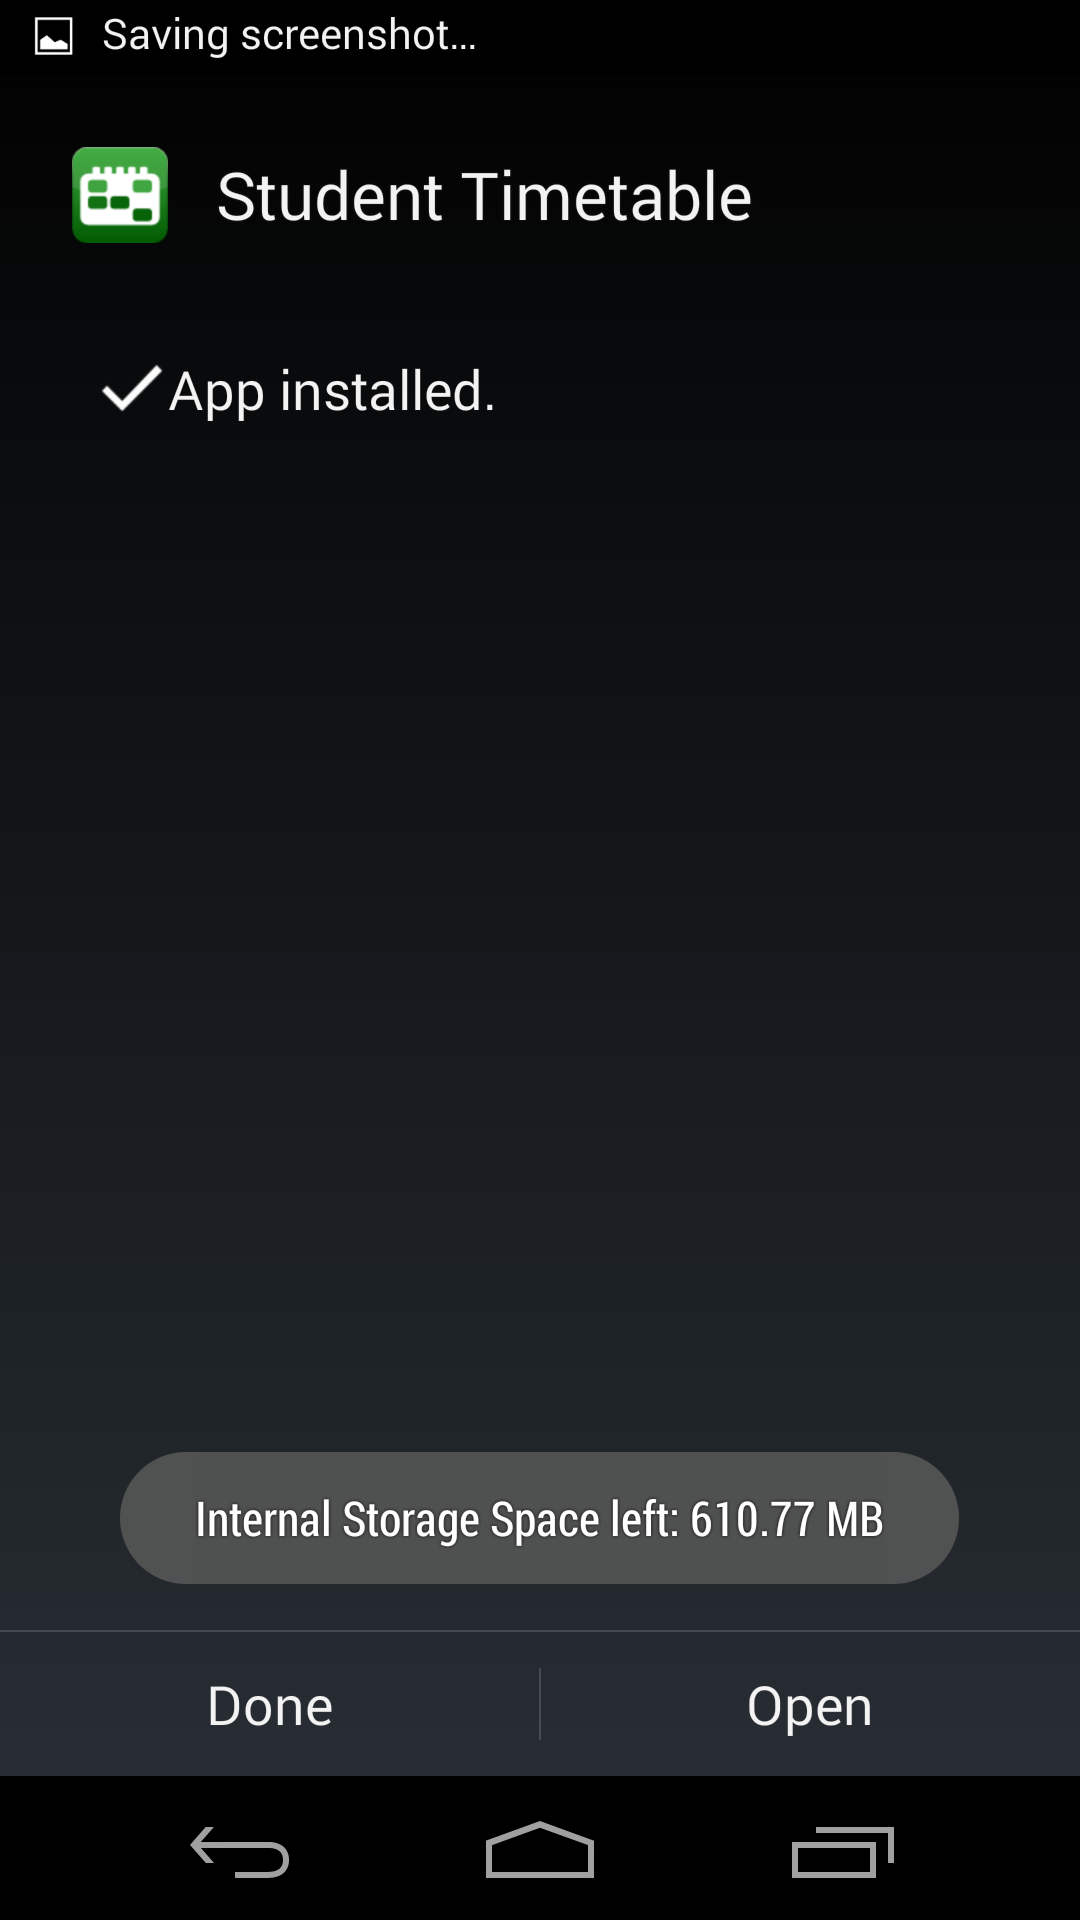 Saving screenshot...
Student Timetable
App installed.
Internal Storage Space left: 610.77 MB
Done
Open